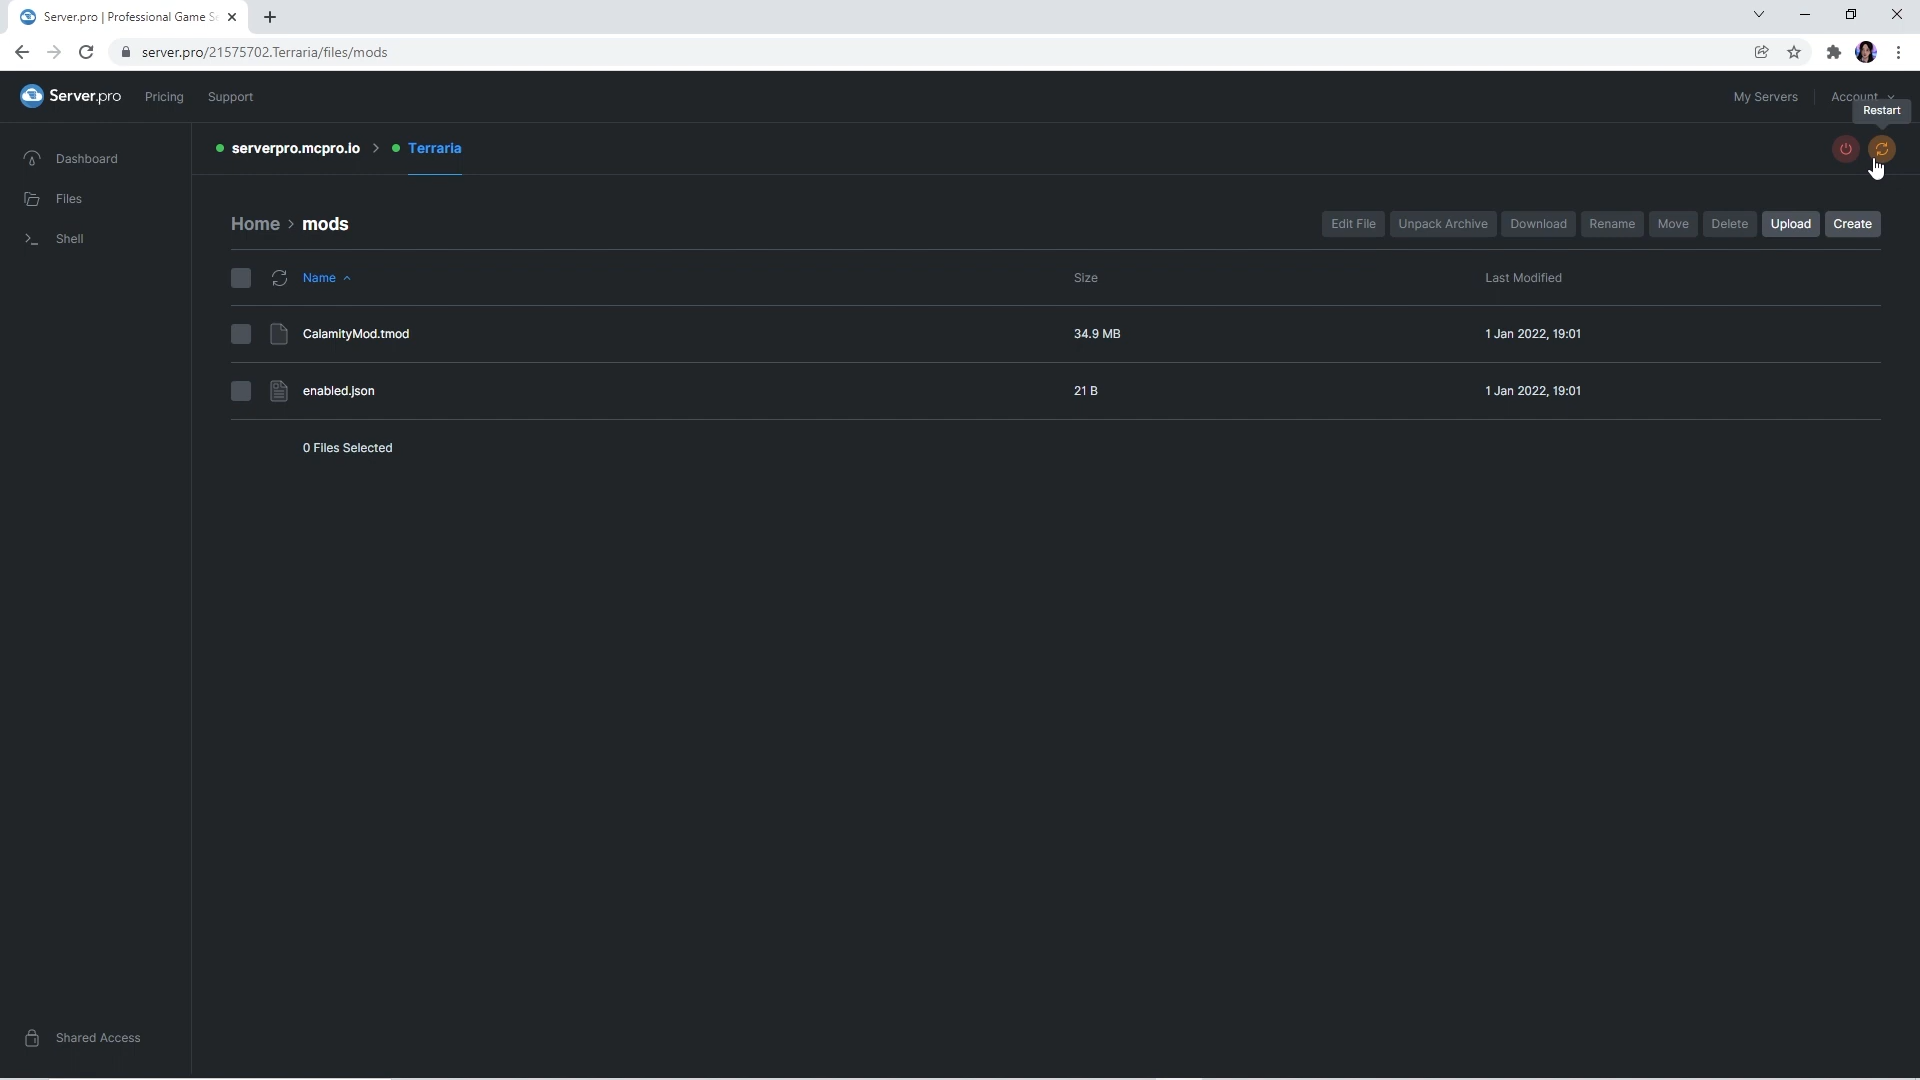 Server.pro | Professional Game Se
server.pro/21575702.Terraria/files/mods
Server.pro Pricing Support My Servers Account
Restart
Dashboard
Files
Shell
serverpro.mcpro.io > Terraria
Home > mods
Edit File Unpack Archive Download Rename Move Delete Upload Create
Name Size Last Modified
CalamityMod.tmod 34.9 MB 1 Jan 2022, 19:01
enabled.json 21 B 1 Jan 2022, 19:01
0 Files Selected
Shared Access